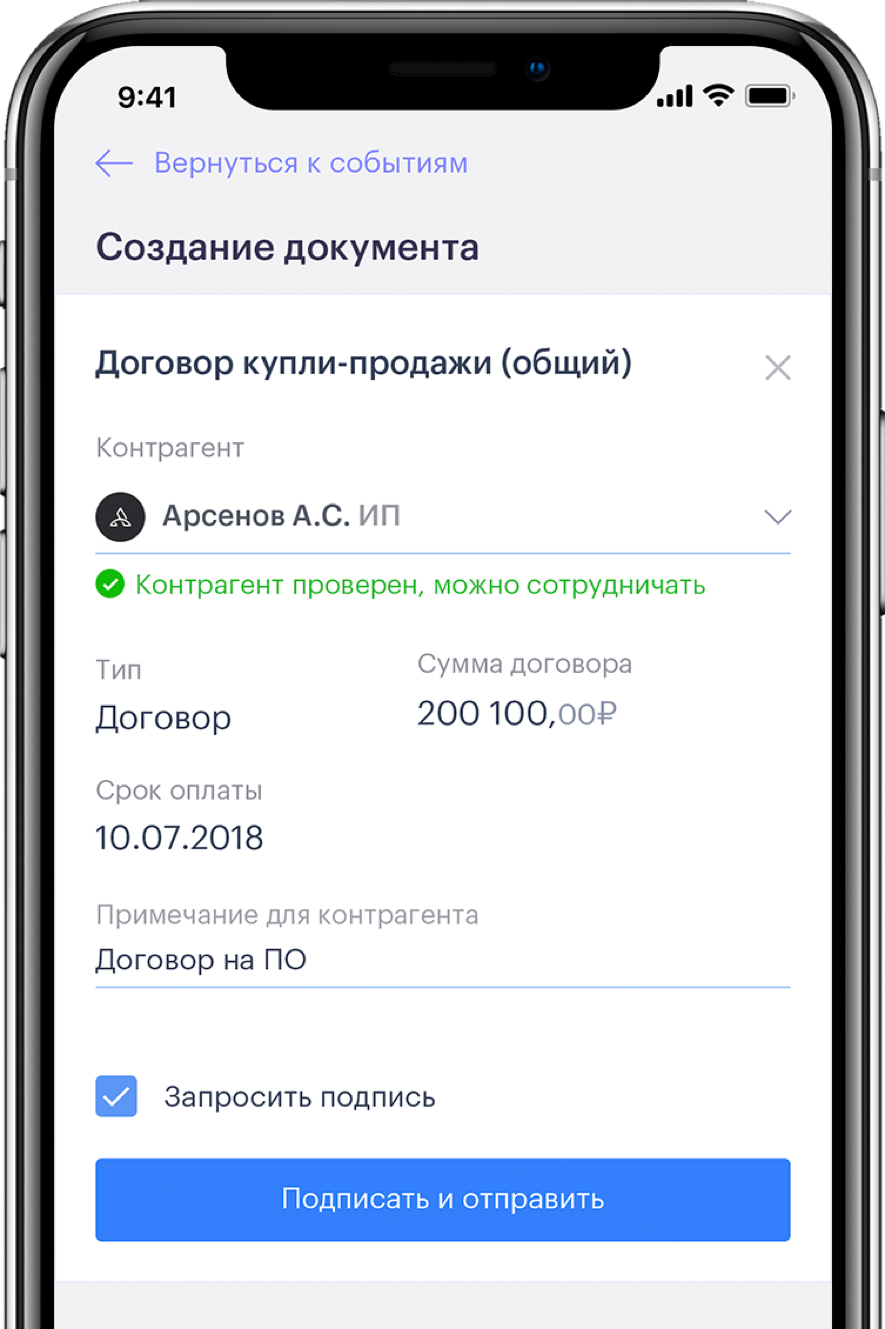 9:41
Вернуться к событиям
Создание документа
Договор купли-продажи (общий)
Контрагент
Арсенов А.С. ИП
Контрагент проверен, можно сотрудничать
Тип
Сумма договора
Договор
200 100,00₽
Срок оплаты
10.07.2018
Примечание для контрагента
Договор на ПО
Запросить подпись
Подписать и отправить